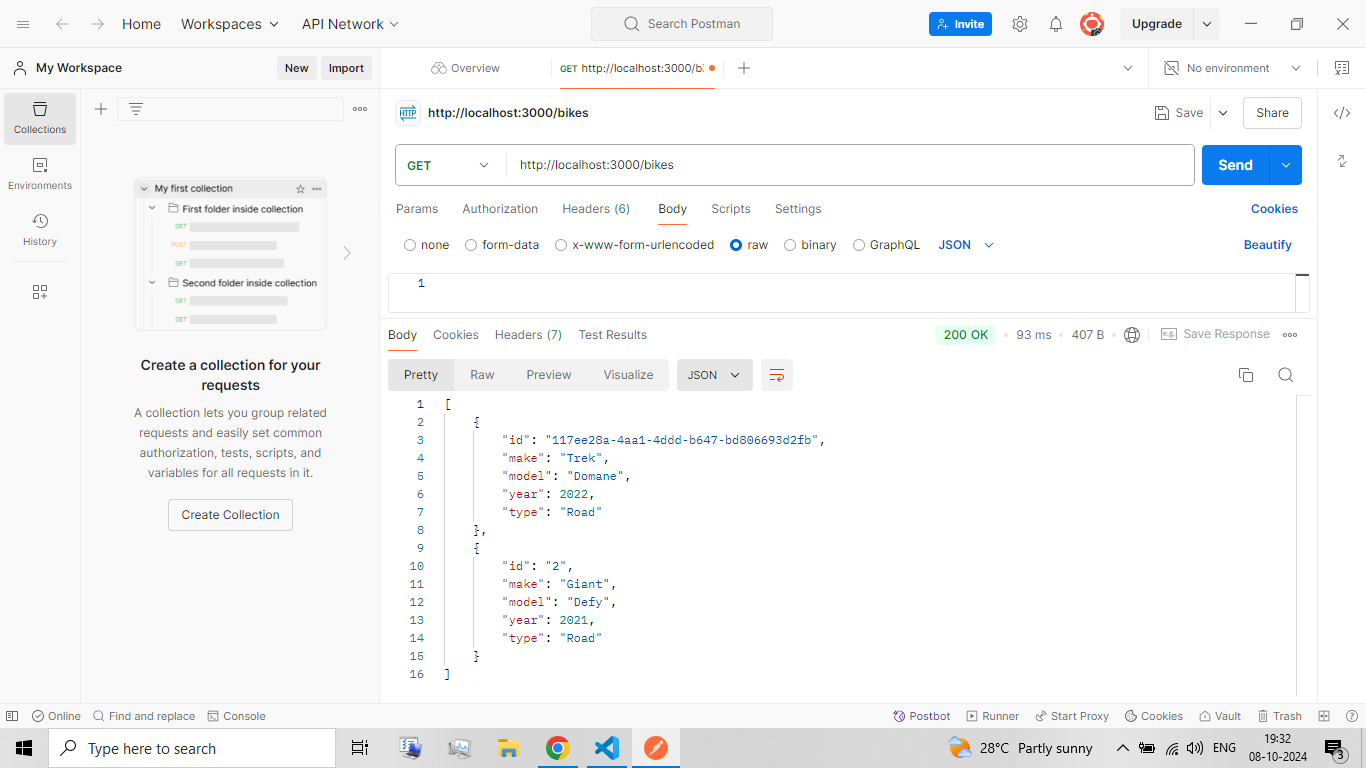 Home Workspaces API Network Search Postman Invite Upgrade
My Workspace New Import Overview GET http://localhost:3000/b No environment
Collections
Environments
History
My first collection
First folder inside collection
GET
POST
GET
Second folder inside collection
GET
GET
Create a collection for your
requests
A collection lets you group related
requests and easily set common
authorization, tests, scripts, and
variables for all requests in it.
Create Collection
HTTP http://localhost:3000/bikes Save Share
GET http://localhost:3000/bikes Send
Params Authorization Headers (6) Body Scripts Settings Cookies
none form-data x-www-form-urlencoded raw binary GraphQL JSON Beautify
1
Body Cookies Headers (7) Test Results 200 OK 93 ms 407 B e.g. Save Response
Pretty Raw Preview Visualize JSON
1 [
2 {
3 "id": "117ee28a-4aa1-4ddd-b647-bd806693d2fb",
4 "make": "Trek",
5 "model": "Domane",
6 "year": 2022,
7 "type": "Road"
8 },
9 {
10 "id": "2",
11 "make": "Giant",
12 "model": "Defy",
13 "year": 2021,
14 "type": "Road"
15 }
16 ]
Online Find and replace Console Postbot Runner Start Proxy Cookies Vault Trash
Type here to search 28°C Partly sunny ENG 19:32
08-10-2024 3